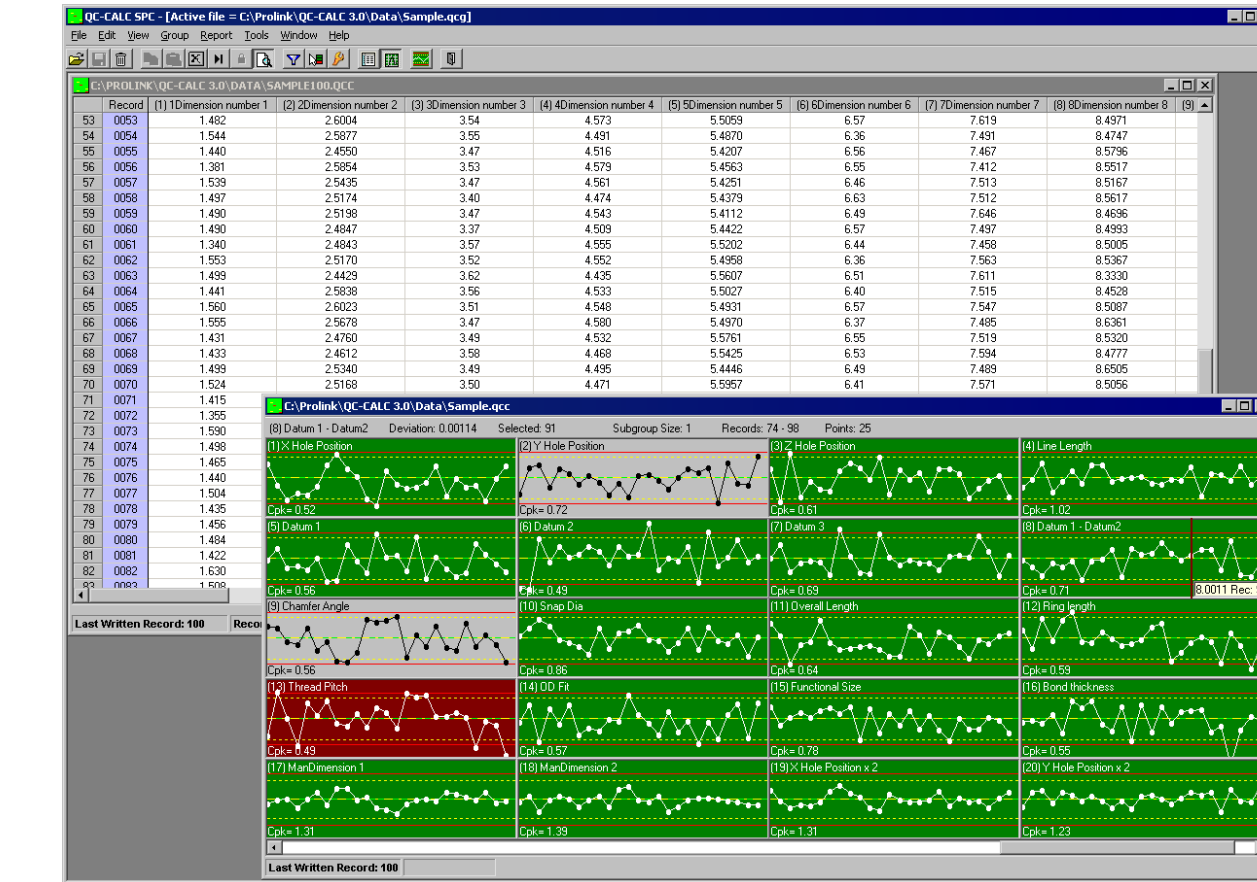 QC-CALC SPC - [Active file = C:\Prolink\QC-CALC 3.0\Data\Sample.qcg]
File Edit View Group Report Tools Window Help
C:\PROLINK\QC-CALC 3.0\DATA\SAMPLE100.QCC
Record (1) 1Dimension number 1 (2) 2Dimension number 2 (3) 3Dimension number 3 (4) 4Dimension number 4 (5) 5Dimension number 5 (6) 6Dimension number 6 (7) 7Dimension number 7 (8) 8Dimension number 8 (9)
53 0053 1.482 2.6004 3.54 4.573 5.5059 6.57 7.619 8.4971
54 0054 1.544 2.5877 3.55 4.491 5.4870 6.36 7.491 8.4747
55 0055 1.440 2.4550 3.47 4.516 5.4207 6.56 7.467 8.5796
56 0056 1.381 2.5854 3.53 4.579 5.4563 6.55 7.412 8.5517
57 0057 1.539 2.5435 3.47 4.561 5.4251 6.46 7.513 8.5167
58 0058 1.497 2.5174 3.40 4.474 5.4379 6.63 7.512 8.5617
59 0059 1.490 2.5198 3.47 4.543 5.4112 6.49 7.646 8.4696
60 0060 1.490 2.4847 3.37 4.509 5.4422 6.57 7.497 8.4993
61 0061 1.340 2.4843 3.57 4.555 5.5202 6.44 7.458 8.5005
62 0062 1.553 2.5170 3.52 4.552 5.4958 6.36 7.563 8.5367
63 0063 1.499 2.4429 3.62 4.435 5.5607 6.51 7.611 8.3330
64 0064 1.441 2.5838 3.56 4.533 5.5027 6.40 7.515 8.4528
65 0065 1.560 2.6023 3.51 4.548 5.4931 6.57 7.547 8.5087
66 0066 1.555 2.5678 3.47 4.580 5.4970 6.37 7.485 8.6361
67 0067 1.431 2.4760 3.49 4.532 5.5761 6.55 7.519 8.5320
68 0068 1.433 2.4612 3.58 4.468 5.5425 6.53 7.594 8.4777
69 0069 1.499 2.5340 3.49 4.495 5.4446 6.49 7.489 8.6505
70 0070 1.524 2.5168 3.50 4.471 5.5957 6.41 7.571 8.5056
71 0071 1.415
72 0072 1.355
73 0073 1.590
74 0074 1.498
75 0075 1.465
76 0076 1.440
77 0077 1.504
78 0078 1.435
79 0079 1.456
80 0080 1.484
81 0081 1.422
82 0082 1.630
83 0083 1.508
Last Written Record: 100 Recor
C:\Prolink\QC-CALC 3.0\Data\Sample.qcc
(8) Datum 1 - Datum2 Deviation: 0.00114 Selected: 91 Subgroup Size: 1 Records: 74 - 98 Points: 25
(1) X Hole Position (2) Y Hole Position (3) Z Hole Position (4) Line Length
Cpk= 0.52 Cpk= 0.72 Cpk= 0.61 Cpk= 1.02
(5) Datum 1 (6) Datum 2 (7) Datum 3 (8) Datum 1 - Datum2
8.0011 Rec:
Cpk= 0.56 Cpk= 0.49 Cpk= 0.69 Cpk= 0.71
(9) Chamfer Angle (10) Snap Dia (11) Overall Length (12) Ring length
Cpk= 0.56 Cpk= 0.86 Cpk= 0.64 Cpk= 0.59
(13) Thread Pitch (14) OD Fit (15) Functional Size (16) Bond thickness
Cpk= 0.49 Cpk= 0.57 Cpk= 0.78 Cpk= 0.55
(17) ManDimension 1 (18) ManDimension 2 (19) X Hole Position x 2 (20) Y Hole Position x 2
Cpk= 1.31 Cpk= 1.39 Cpk= 1.31 Cpk= 1.23
Last Written Record: 100